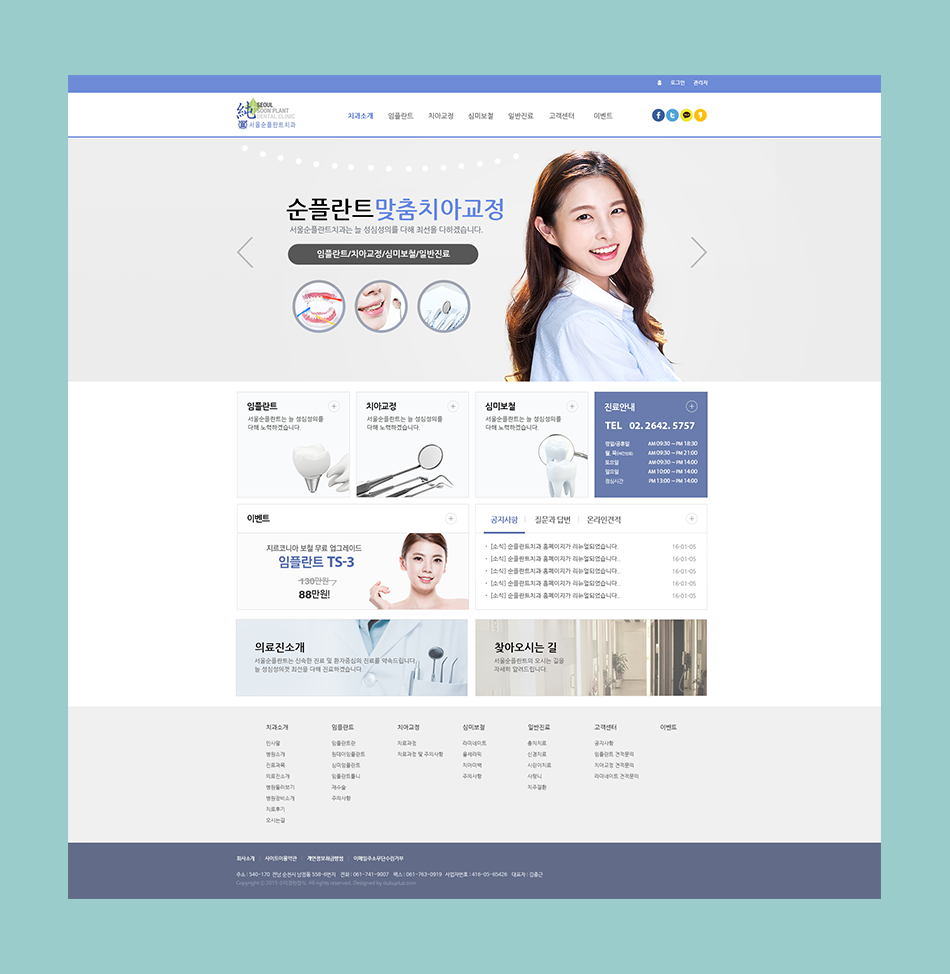 홈 로그인 관리자
純 SEOUL
SOON PLANT
DENTAL CLINIC
서울순플란트치과
치과소개 임플란트 치아교정 심미보철 일반진료 고객센터 이벤트
순플란트맞춤치아교정
서울순플란트치과는 늘 성심성의를 다해 최선을 다하겠습니다.
임플란트/치아교정/심미보철/일반진료
임플란트
서울순플란트는 늘 성심성의를
다해 노력하겠습니다.
치아교정
서울순플란트는 늘 성심성의를
다해 노력하겠습니다.
심미보철
서울순플란트는 늘 성심성의를
다해 노력하겠습니다.
진료안내
TEL 02. 2642. 5757
평일/공휴일 AM 09:30 ~ PM 18:30
월, 목(야간진료) AM 09:30 ~ PM 21:00
토요일 AM 09:30 ~ PM 14:00
일요일 AM 10:00 ~ PM 14:00
점심시간 PM 13:00 ~ PM 14:00
이벤트
지르코니아 보철 무료 업그레이드
임플란트 TS-3
130만원
88만원!
공지사항 질문과 답변 온라인견적
· [소식] 순플란트치과 홈페이지가 리뉴얼되었습니다. 16-01-05
· [소식] 순플란트치과 홈페이지가 리뉴얼되었습니다.. 16-01-05
· [소식] 순플란트치과 홈페이지가 리뉴얼되었습니다.. 16-01-05
· [소식] 순플란트치과 홈페이지가 리뉴얼되었습니다.. 16-01-05
· [소식] 순플란트치과 홈페이지가 리뉴얼되었습니다.. 16-01-05
의료진소개
서울순플란트는 신속한 진료 및 환자중심의 진료를 약속드립니다.
늘 성심성의껏 최선을 다해 진료하겠습니다.
찾아오시는 길
서울순플란트의 오시는 길을
자세히 알려드립니다.
치과소개 임플란트 치아교정 심미보철 일반진료 고객센터 이벤트
인사말 임플란트란 치료과정 라미네이트 충치치료 공지사항
병원소개 원데이임플란트 치료과정 및 주의사항 올세라믹 신경치료 임플란트 견적문의
진료과목 심미임플란트 치아미백 시린이치료 치아교정 견적문의
의료진소개 임플란트틀니 주의사항 사랑니 라미네이트 견적문의
병원둘러보기 재수술 치주질환
병원장비소개 주의사항
치료후기
오시는길
회사소개 사이트이용약관 개인정보취급방침 이메일주소무단수집거부
주소 : 540-170 전남 순천시 남정동 558-8번지 전화 : 061-741-9007 팩스 : 061-763-0919 사업자번호 : 416-05-65426 대표자 : 김종근